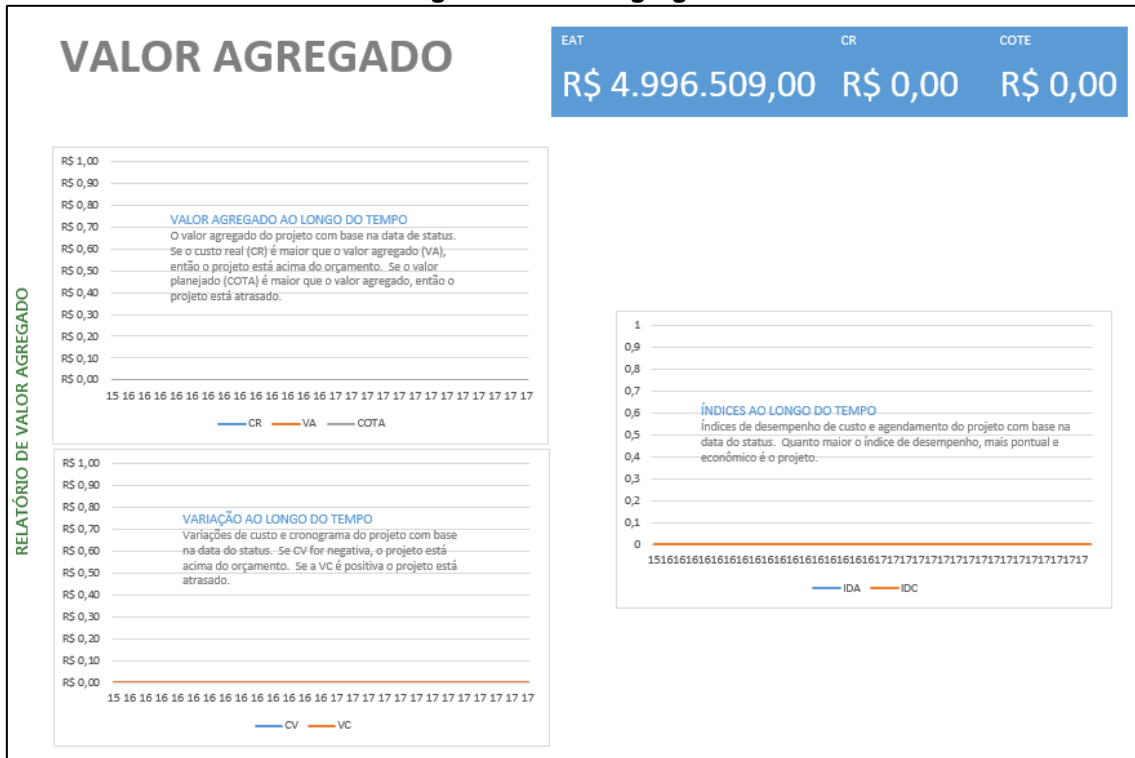 VALOR AGREGADO
EAT
CR
COTE
R$ 4.996.509,00
R$ 0,00
R$ 0,00
RELATÓRIO DE VALOR AGREGADO
R$ 1,00
R$ 0,90
R$ 0,80
R$ 0,70
R$ 0,60
R$ 0,50
R$ 0,40
R$ 0,30
R$ 0,20
R$ 0,10
R$ 0,00
VALOR AGREGADO AO LONGO DO TEMPO
O valor agregado do projeto com base na data de status.
Se o custo real (CR) é maior que o valor agregado (VA),
então o projeto está acima do orçamento. Se o valor
planejado (COTA) é maior que o valor agregado, então o
projeto está atrasado.
15 16 16 16 16 16 16 16 16 16 16 16 16 16 17 17 17 17 17 17 17 17 17 17 17 17 17
CR VA COTA
R$ 1,00
R$ 0,90
R$ 0,80
R$ 0,70
R$ 0,60
R$ 0,50
R$ 0,40
R$ 0,30
R$ 0,20
R$ 0,10
R$ 0,00
VARIAÇÃO AO LONGO DO TEMPO
Variações de custo e cronograma do projeto com base
na data do status. Se CV for negativa, o projeto está
acima do orçamento. Se a VC é positiva o projeto está
atrasado.
15 16 16 16 16 16 16 16 16 16 16 16 16 16 17 17 17 17 17 17 17 17 17 17 17 17 17
CV VC
1
0,9
0,8
0,7
0,6
0,5
0,4
0,3
0,2
0,1
0
ÍNDICES AO LONGO DO TEMPO
Índices de desempenho de custo e agendamento do projeto com base na
data do status. Quanto maior o índice de desempenho, mais pontual e
econômico é o projeto.
151616161616161616161616161617171717171717171717171717
IDA IDC